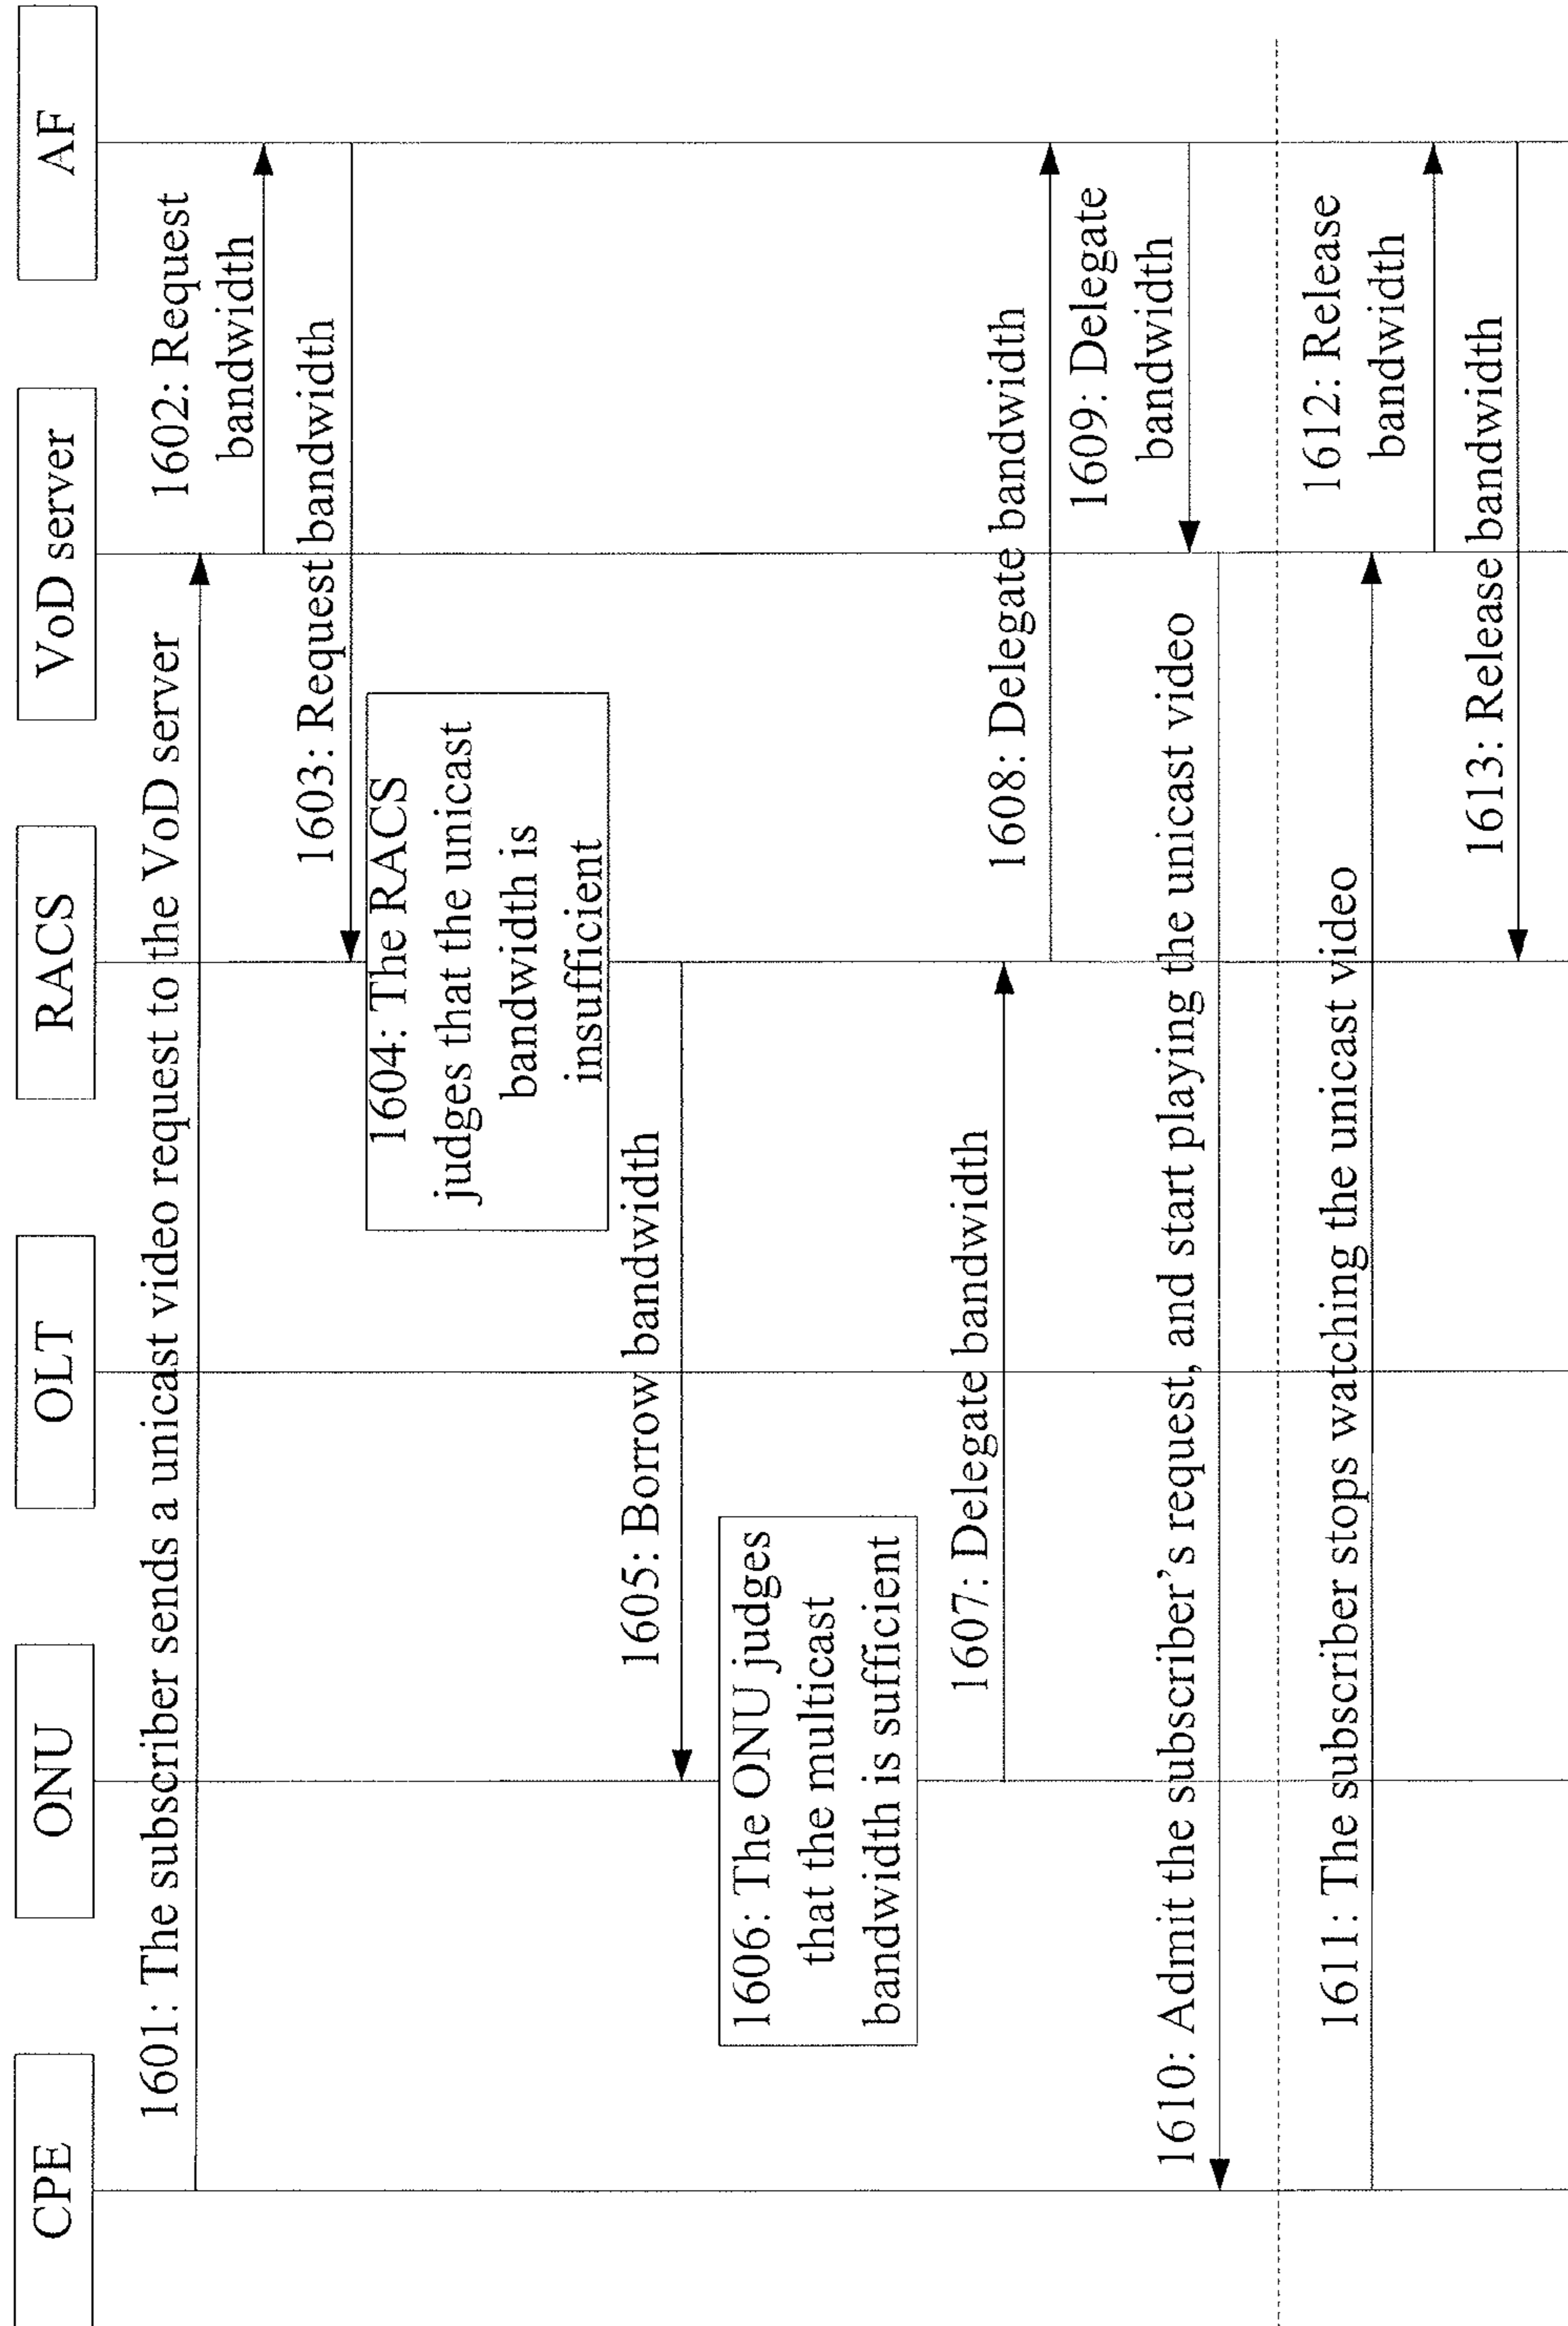 CPE
ONU
OLT
RACS
VoD server
AF
1601: The subscriber sends a unicast video request to the VoD server
1602: Request
bandwidth
1603: Request bandwidth
1604: The RACS
judges that the unicast
bandwidth is
insufficient
1605: Borrow bandwidth
1606: The ONU judges
that the multicast
bandwidth is sufficient
1607: Delegate bandwidth
1608: Delegate bandwidth
1609: Delegate
bandwidth
1610: Admit the subscriber’s request, and start playing the unicast video
1611: The subscriber stops watching the unicast video
1612: Release
bandwidth
1613: Release bandwidth